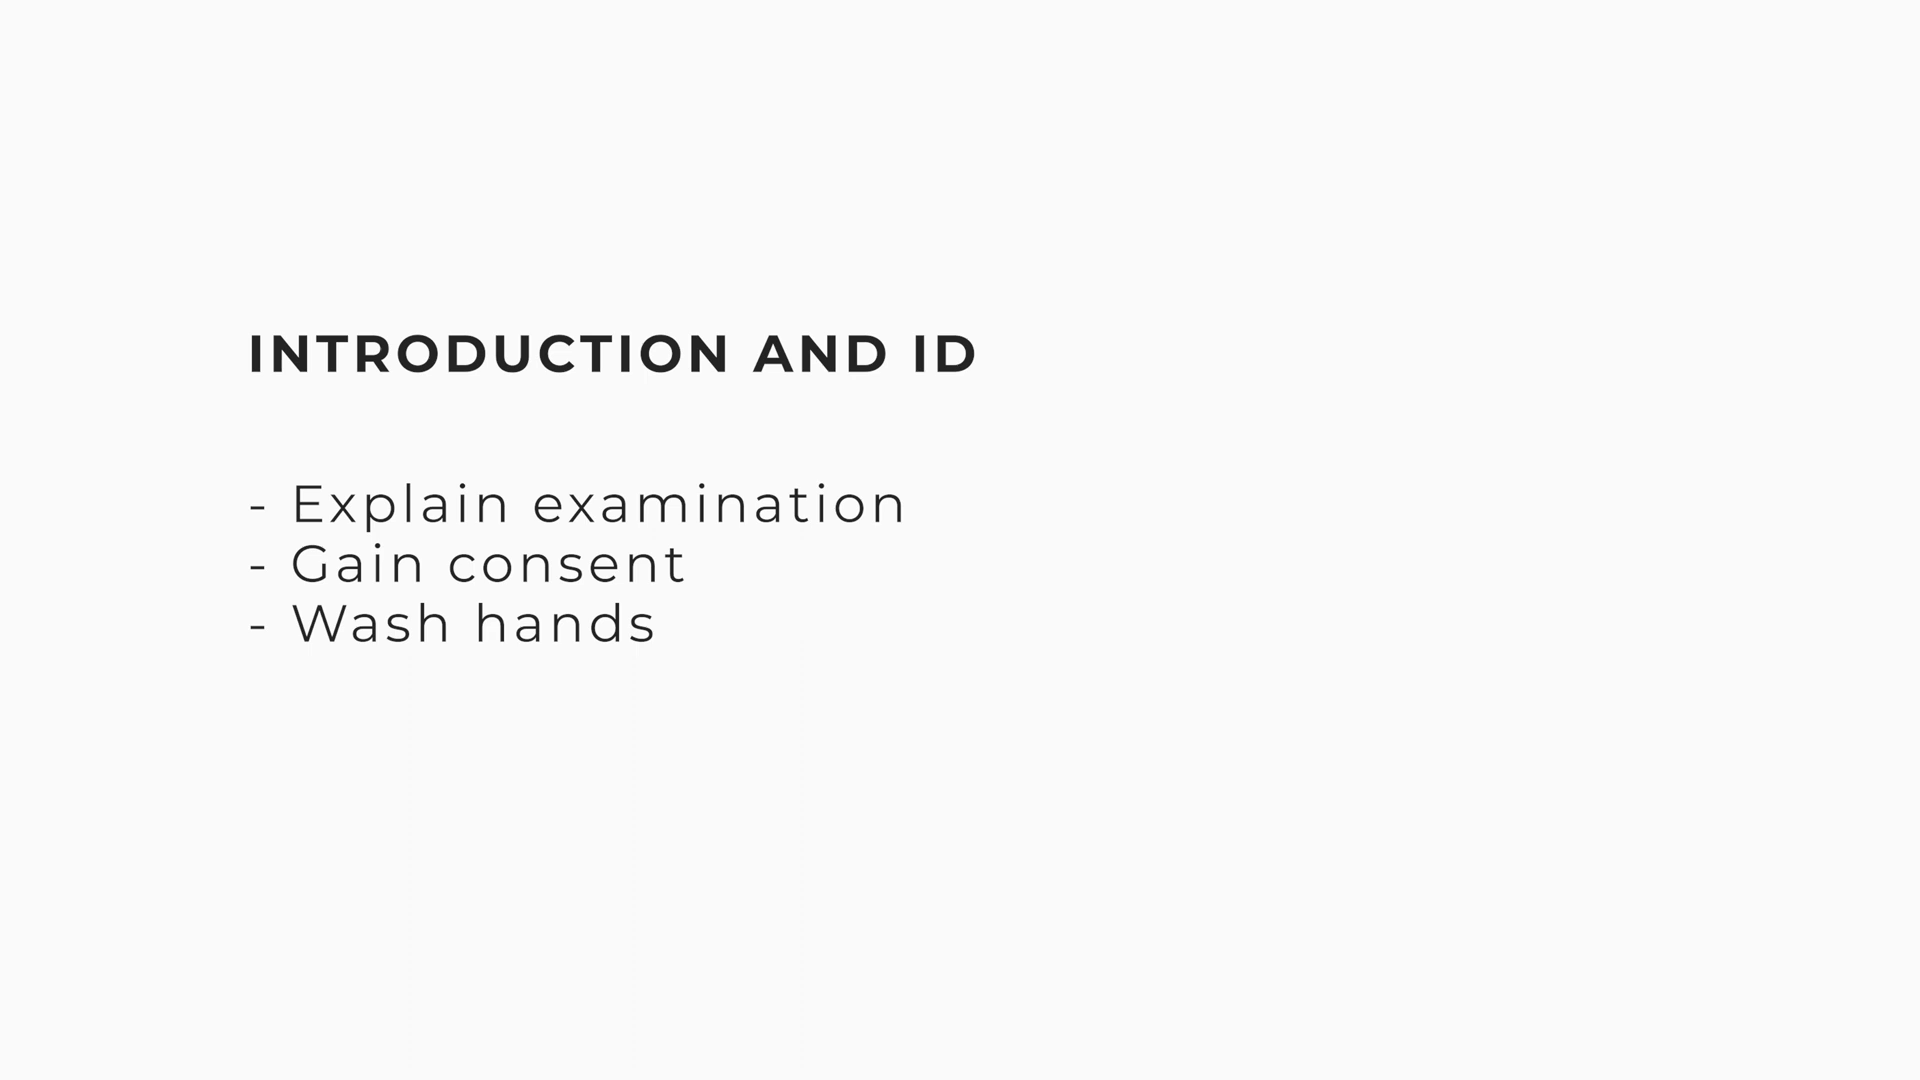 INTRODUCTION AND ID
- Explain examination
- Gain consent
- Wash hands